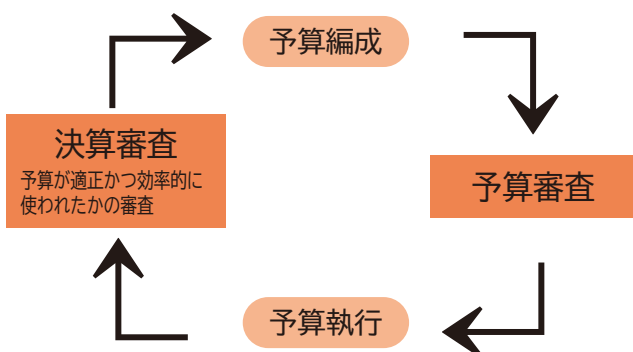 予算編成
決算審査
予算が適正かつ効率的に
使われたかの審査
予算審査
予算執行